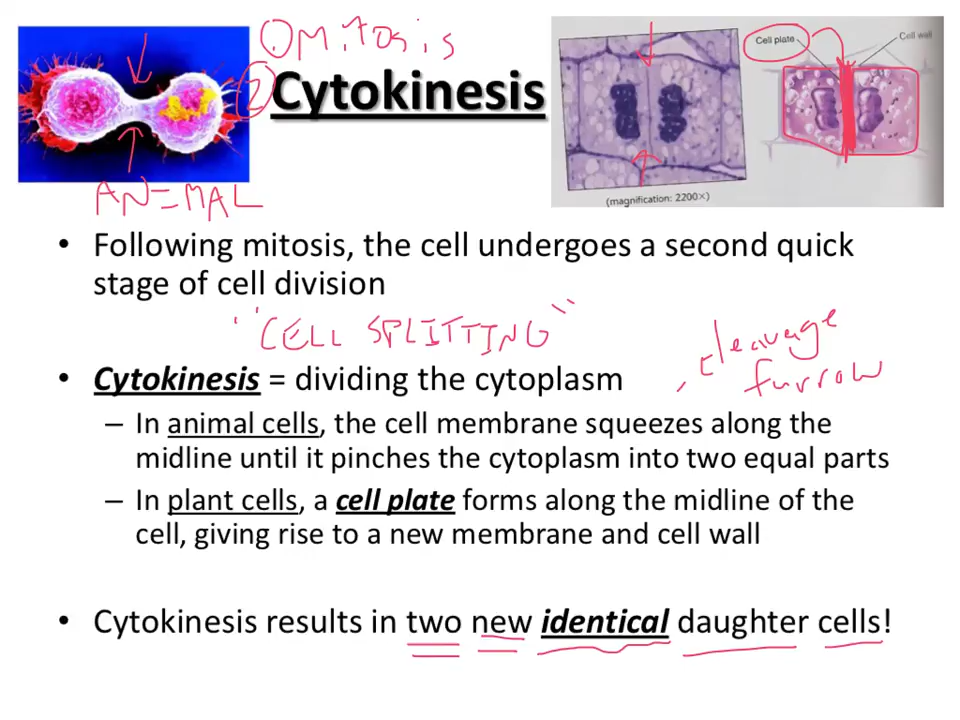 ① Mitosis
② Cytokinesis
Cell plate
Cell wall
(magnification: 2200×)
ANIMAL
• Following mitosis, the cell undergoes a second quick
stage of cell division
"CELL SPLITTING"
cleavage
furrow
• Cytokinesis = dividing the cytoplasm
– In animal cells, the cell membrane squeezes along the
midline until it pinches the cytoplasm into two equal parts
– In plant cells, a cell plate forms along the midline of the
cell, giving rise to a new membrane and cell wall
• Cytokinesis results in two new identical daughter cells!